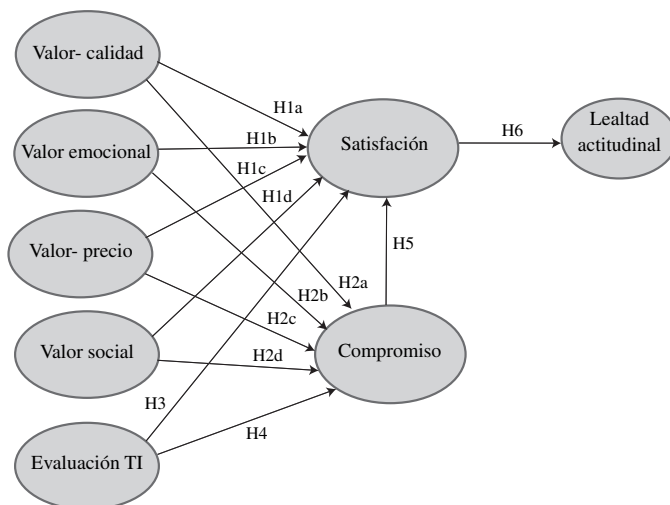 Valor- calidad
Valor emocional
Valor- precio
Valor social
Evaluación TI
H1a
H1b
H1c
H1d
H2a
H2b
H2c
H2d
H3
H4
Satisfación
H5
Compromiso
H6
Lealtad
actitudinal